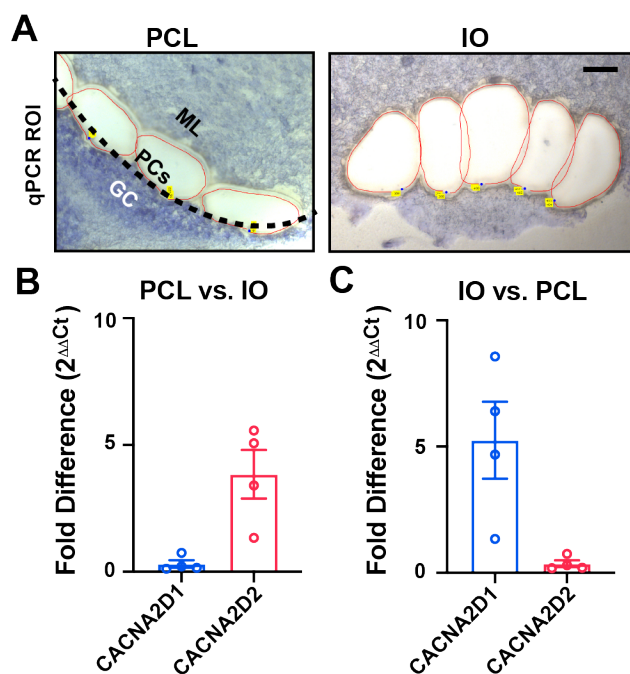 A
PCL
IO
qPCR ROI
ML
PCs
GC
B
PCL vs. IO
Fold Difference (2ΔΔCt)
10
5
0
CACNA2D1
CACNA2D2
C
IO vs. PCL
Fold Difference (2ΔΔCt)
10
5
0
CACNA2D1
CACNA2D2